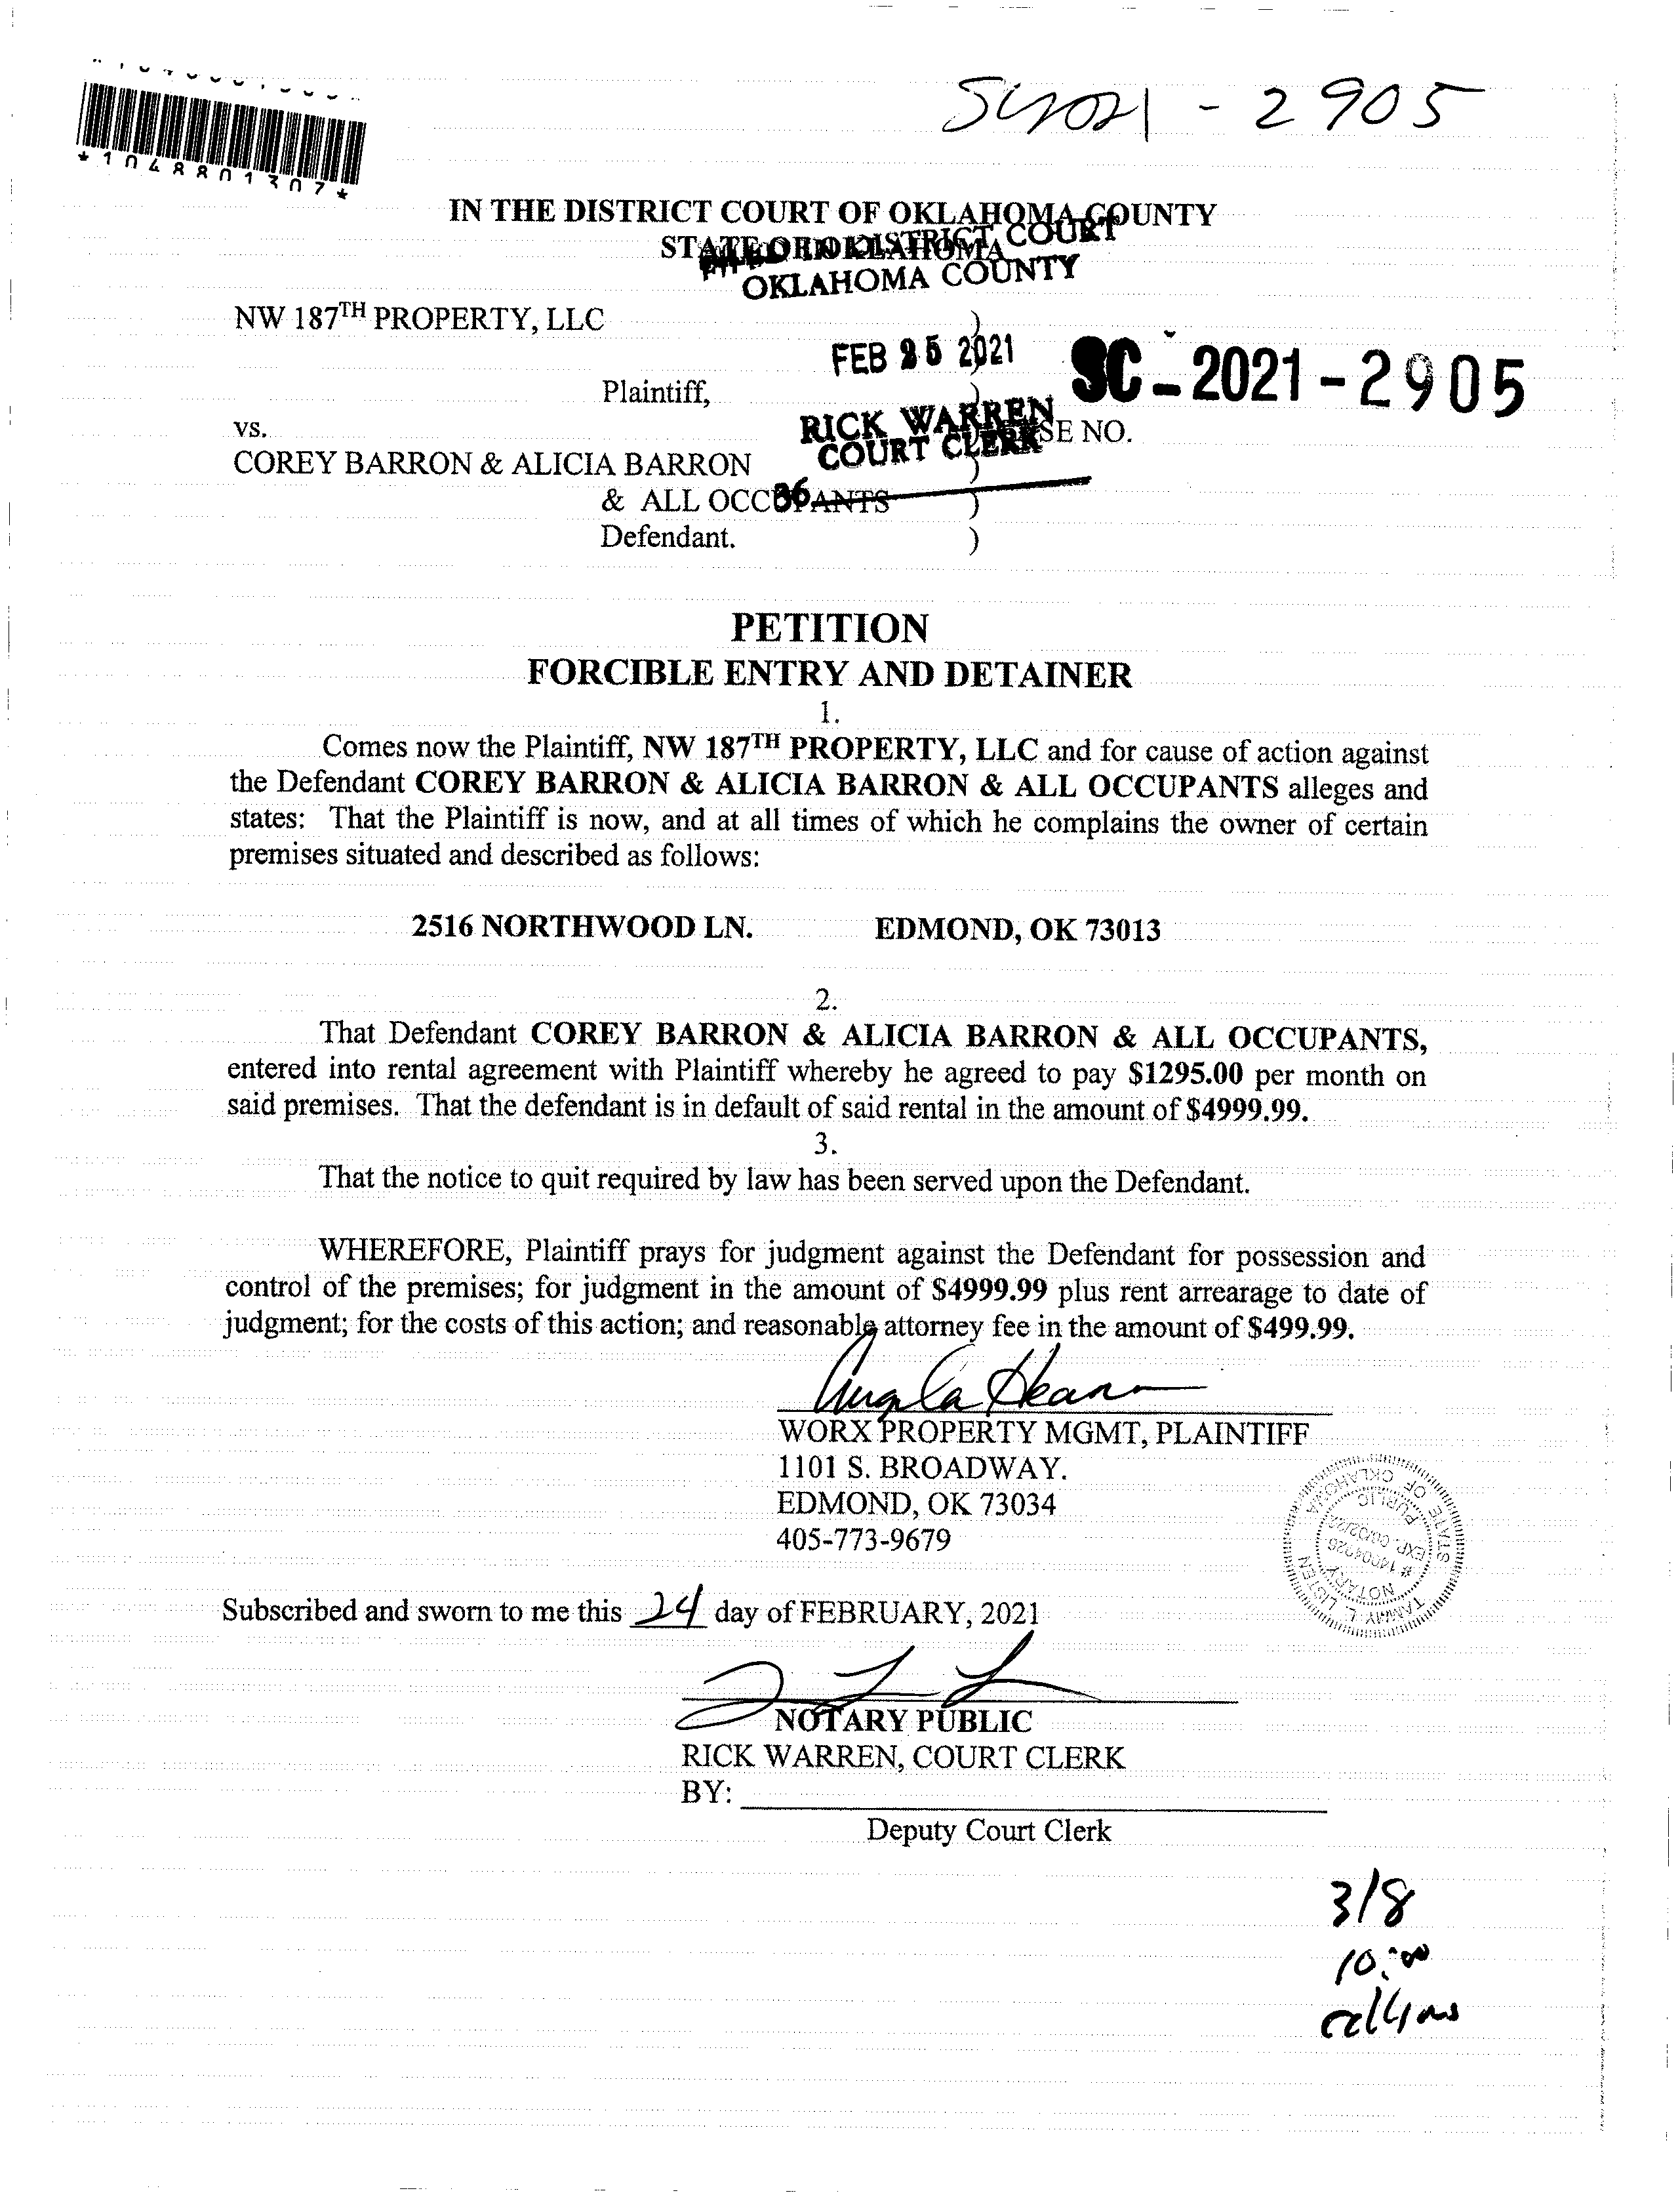 *1048801307*
SC2021-2905
IN THE DISTRICT COURT OF OKLAHOMA COUNTY
STATE OF OKLAHOMA
FILED IN DISTRICT COURT
OKLAHOMA COUNTY
NW 187TH PROPERTY, LLC )
FEB 25 2021
SC-2021-2905
Plaintiff, )
RICK WARREN
COURT CLERK
vs. CASE NO.
COREY BARRON & ALICIA BARRON )
36
& ALL OCCUPANTS )
Defendant. )
PETITION
FORCIBLE ENTRY AND DETAINER
1.
Comes now the Plaintiff, NW 187TH PROPERTY, LLC and for cause of action against
the Defendant COREY BARRON & ALICIA BARRON & ALL OCCUPANTS alleges and
states: That the Plaintiff is now, and at all times of which he complains the owner of certain
premises situated and described as follows:
2516 NORTHWOOD LN. EDMOND, OK 73013
2.
That Defendant COREY BARRON & ALICIA BARRON & ALL OCCUPANTS,
entered into rental agreement with Plaintiff whereby he agreed to pay $1295.00 per month on
said premises. That the defendant is in default of said rental in the amount of $4999.99.
3.
That the notice to quit required by law has been served upon the Defendant.
WHEREFORE, Plaintiff prays for judgment against the Defendant for possession and
control of the premises; for judgment in the amount of $4999.99 plus rent arrearage to date of
judgment; for the costs of this action; and reasonable attorney fee in the amount of $499.99.
Angela
WORX PROPERTY MGMT, PLAINTIFF
1101 S. BROADWAY.
EDMOND, OK 73034
405-773-9679
TAMMY L. LIGTEN
NOTARY
PUBLIC
STATE OF OKLAHOMA
Subscribed and sworn to me this 24 day of FEBRUARY, 2021
NOTARY PUBLIC
RICK WARREN, COURT CLERK
BY:
Deputy Court Clerk
3/8
10:00